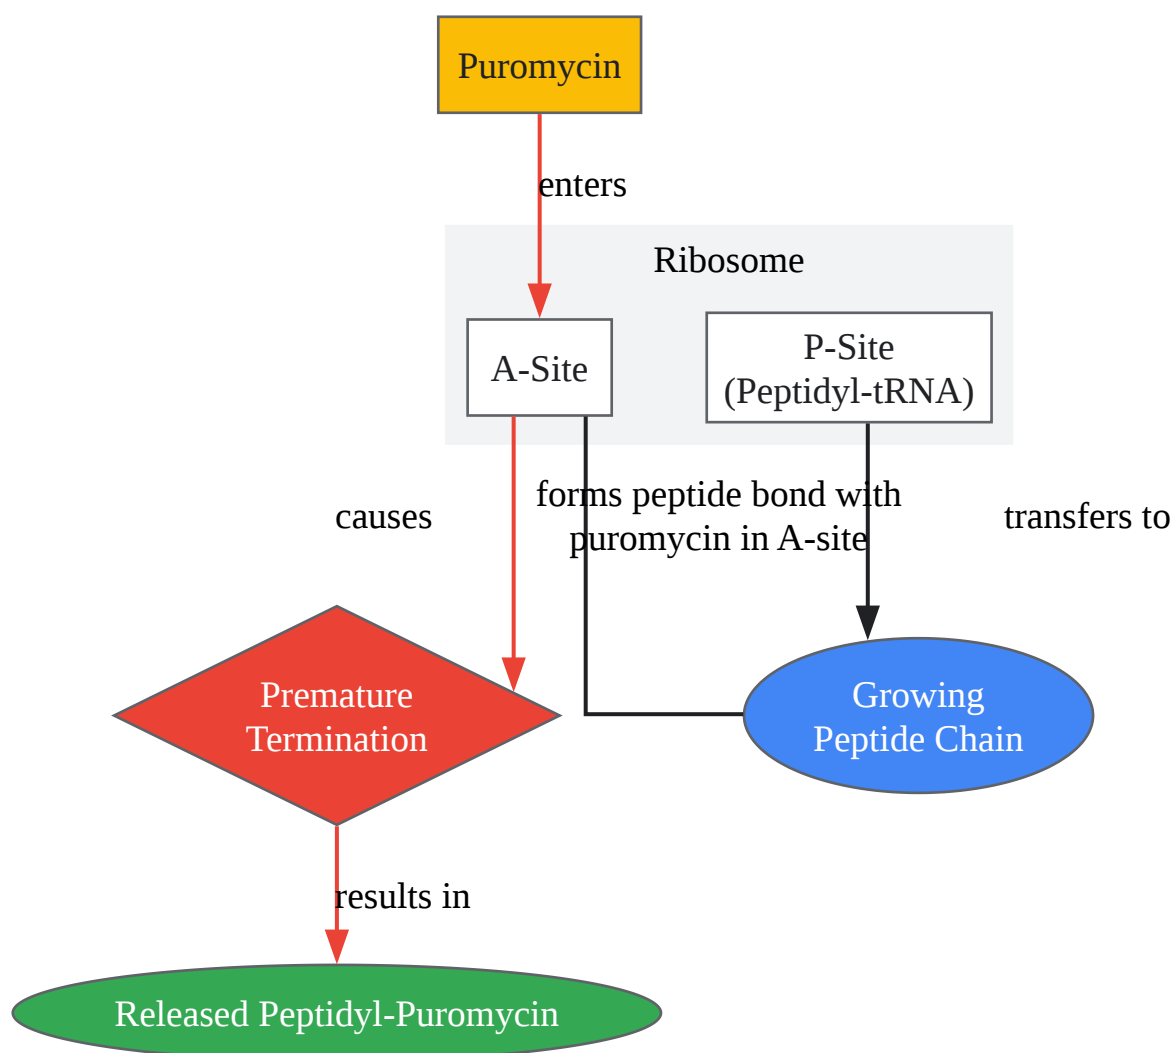 Puromycin
enters
Ribosome
A-Site
P-Site
(Peptidyl-tRNA)
causes
forms peptide bond with
puromycin in A-site
transfers to
Premature
Termination
Growing
Peptide Chain
results in
Released Peptidyl-Puromycin